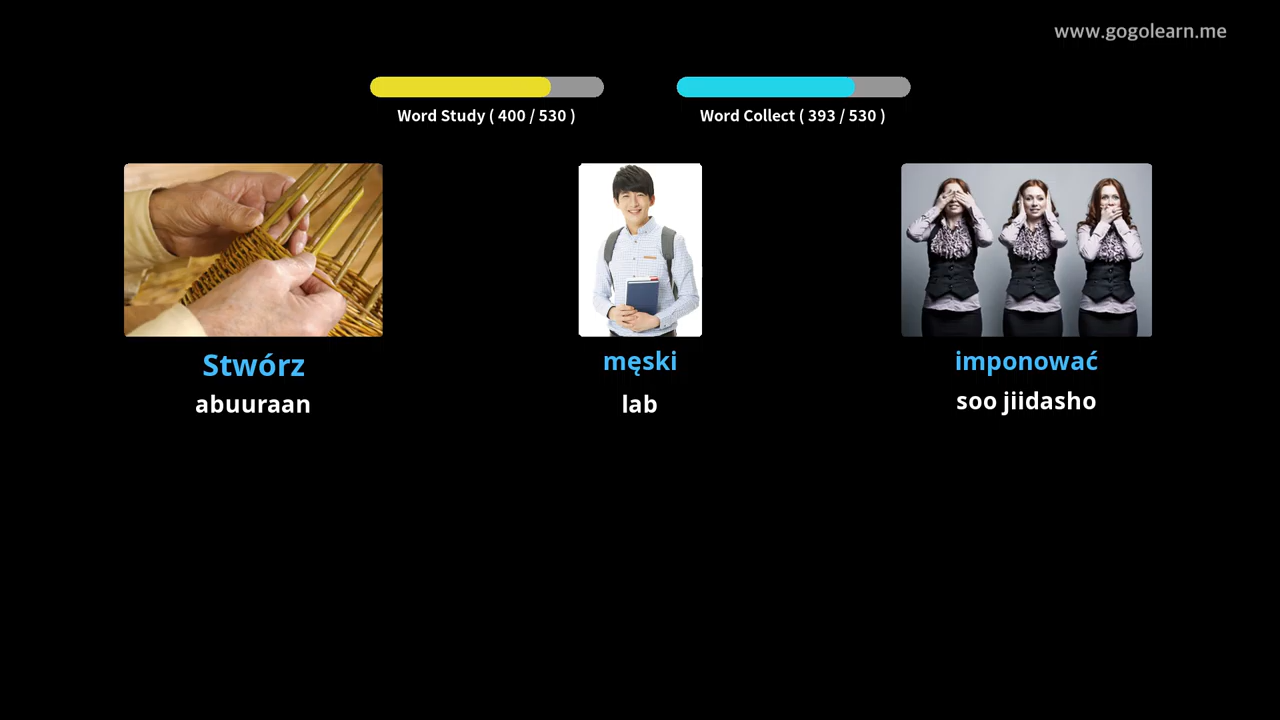 www.gogolearn.me
Word Study ( 400 / 530 )
Word Collect ( 393 / 530 )
Stwórz
męski
imponować
abuuraan
lab
soo jiidasho